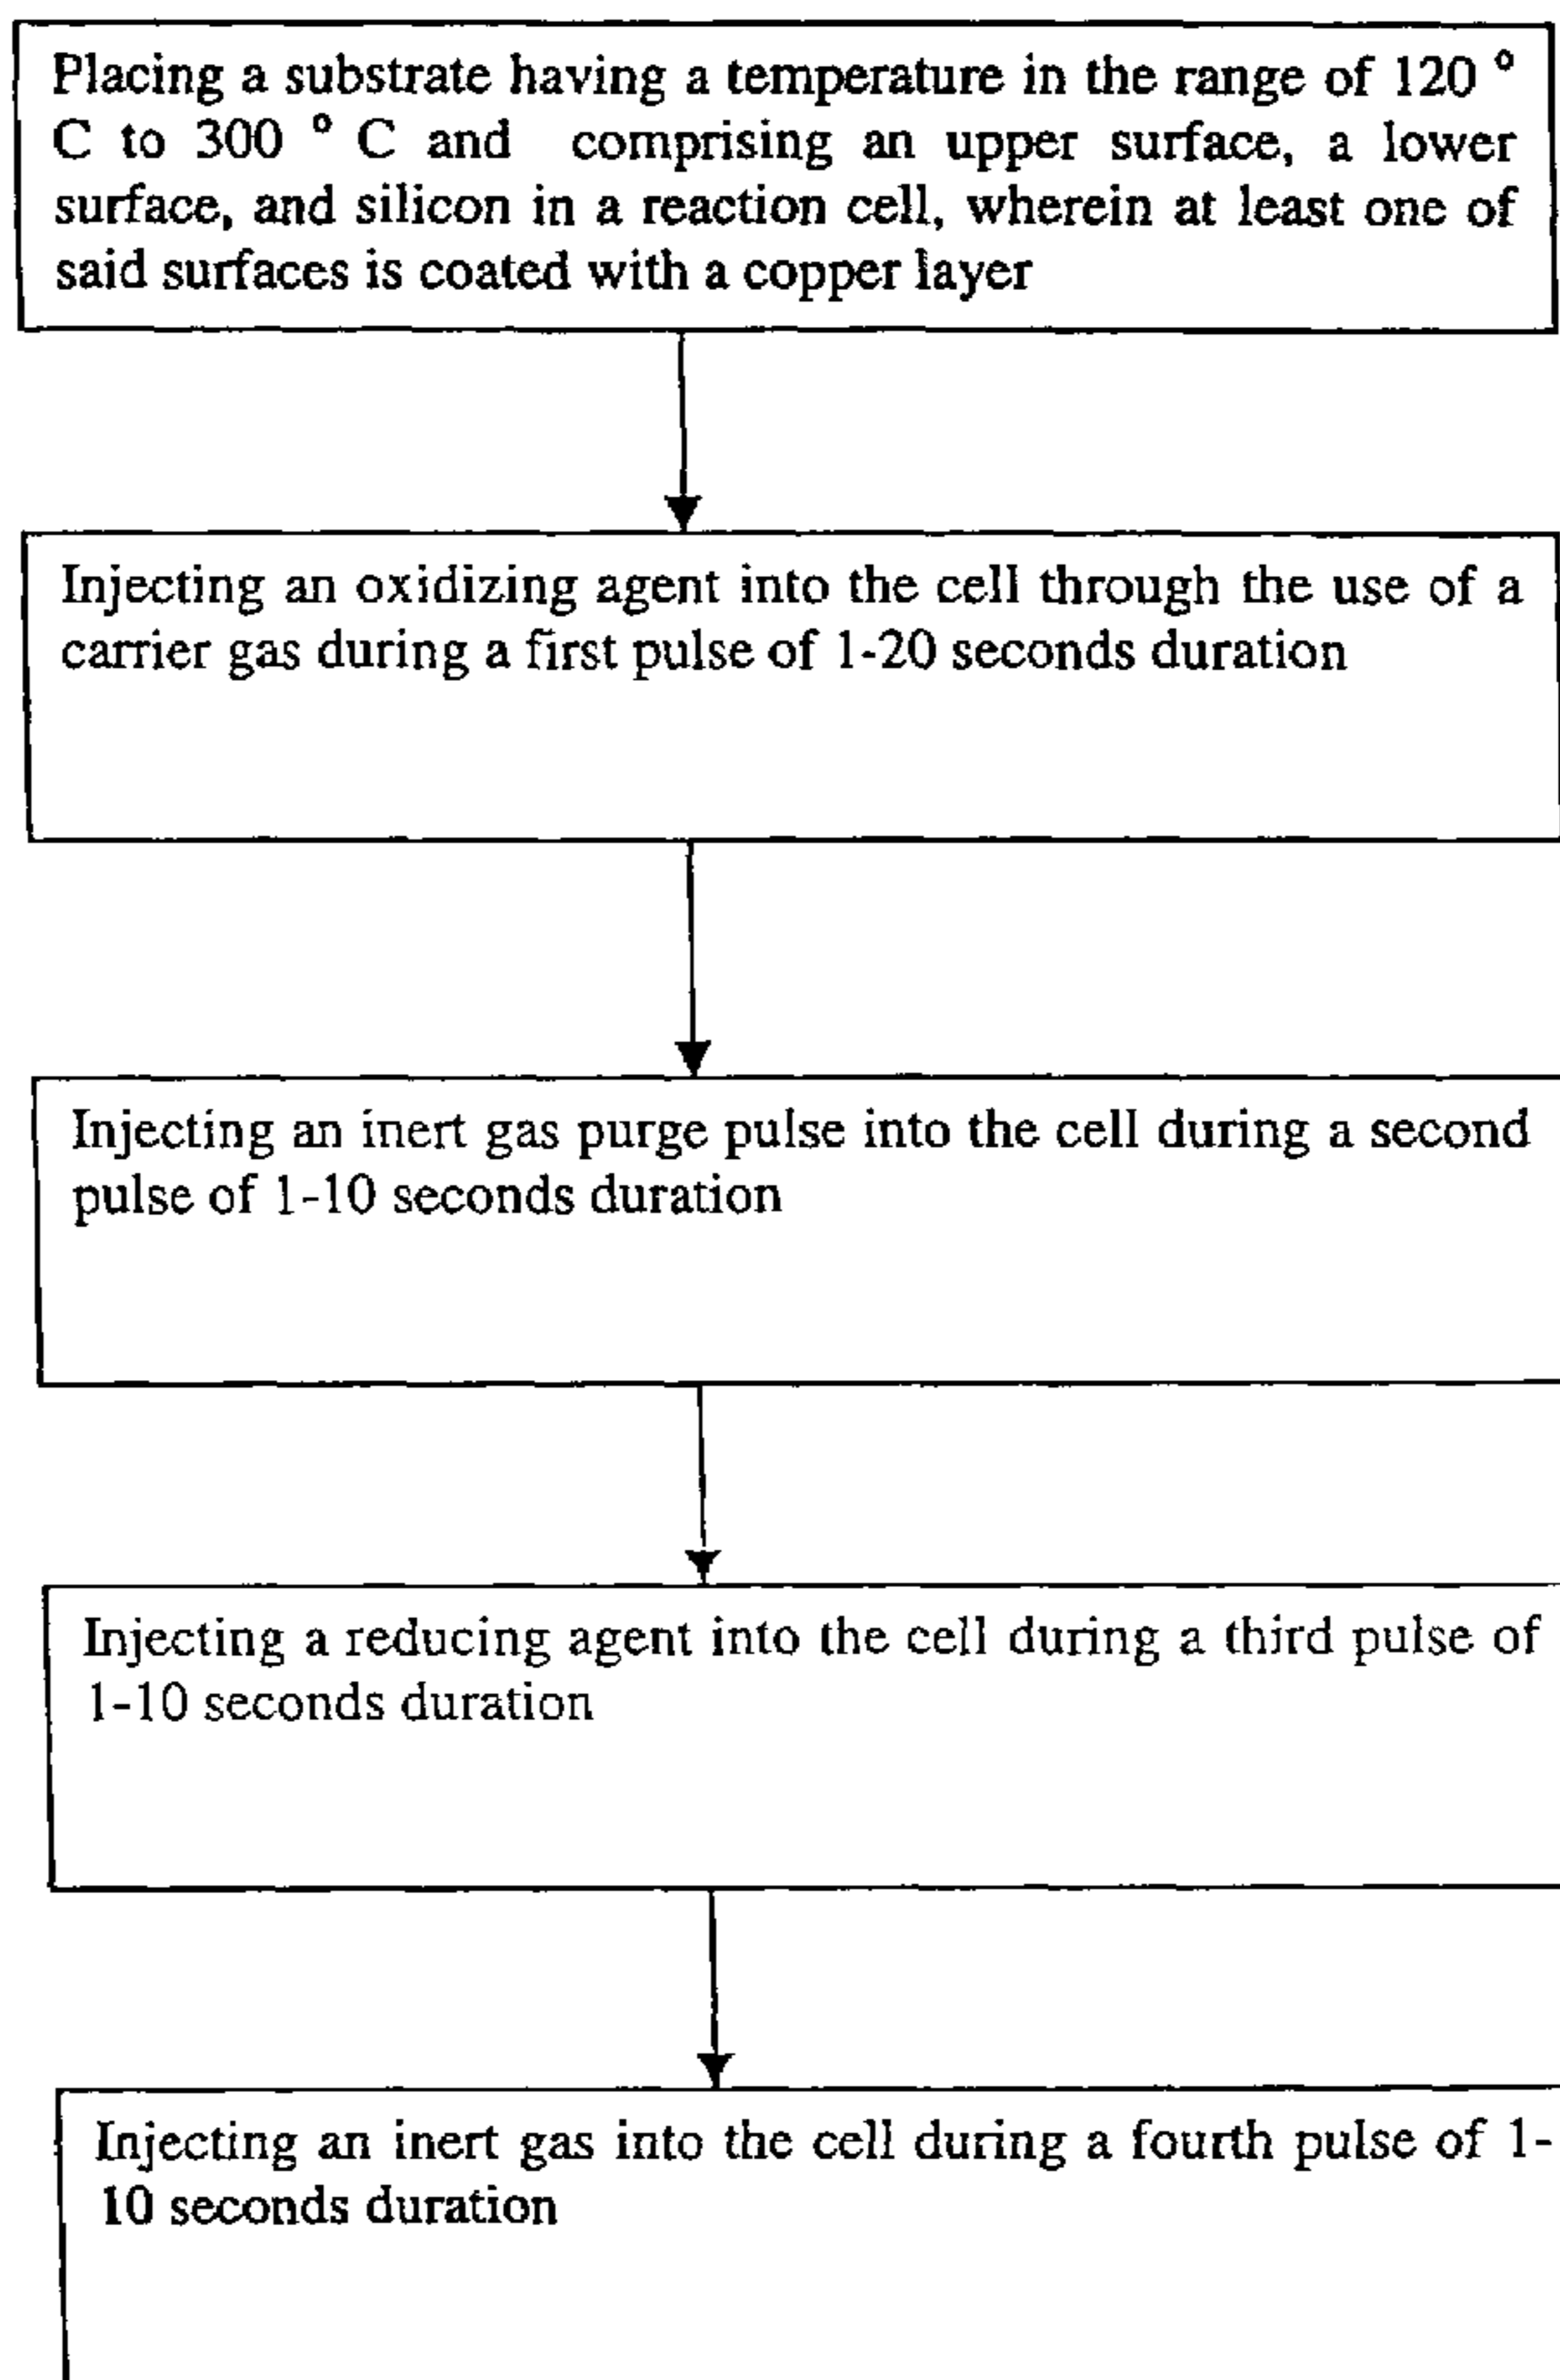 Placing a substrate having a temperature in the range of 120 °
C to 300 ° C and comprising an upper surface, a lower
surface, and silicon in a reaction cell, wherein at least one of
said surfaces is coated with a copper layer
Injecting an oxidizing agent into the cell through the use of a
carrier gas during a first pulse of 1-20 seconds duration
Injecting an inert gas purge pulse into the cell during a second
pulse of 1-10 seconds duration
Injecting a reducing agent into the cell during a third pulse of
1-10 seconds duration
Injecting an inert gas into the cell during a fourth pulse of 1-
10 seconds duration